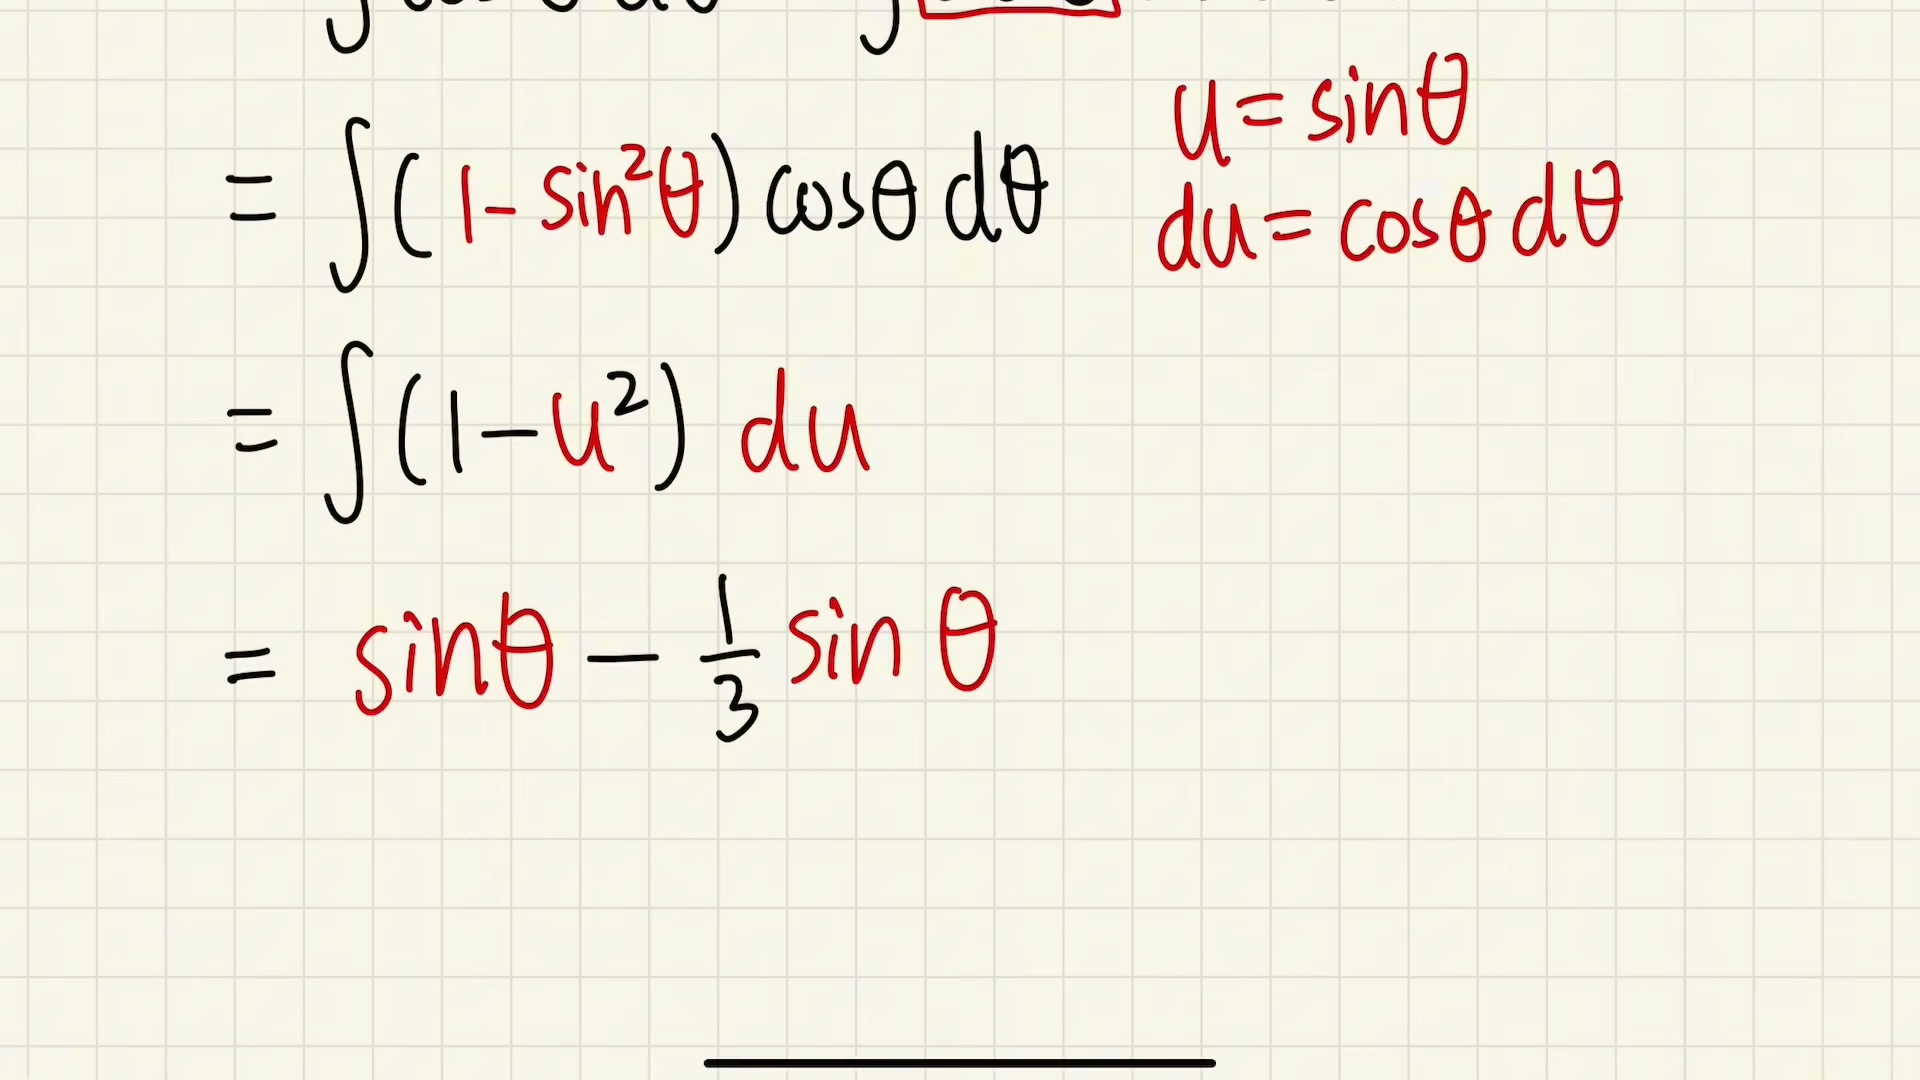 = ∫(1-sin²θ) cosθ dθ
u = sinθ
du = cosθ dθ
= ∫(1-u²) du
= sinθ - 1/3 sin θ